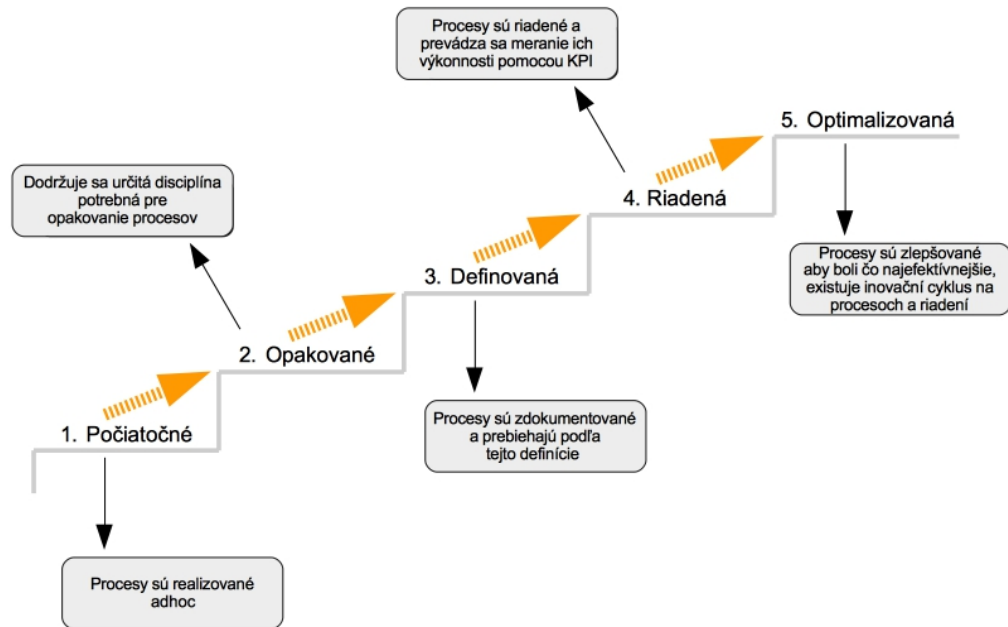 Procesy sú riadené a
prevádza sa meranie ich
výkonnosti pomocou KPI
5. Optimalizovaná
Dodržuje sa určitá disciplína
potrebná pre
opakovanie procesov
4. Riadená
3. Definovaná
Procesy sú zlepšované
aby boli čo najefektívnejšie,
existuje inovační cyklus na
procesoch a riadení
2. Opakované
1. Počiatočné
Procesy sú zdokumentované
a prebiehajú podľa
tejto definície
Procesy sú realizované
adhoc